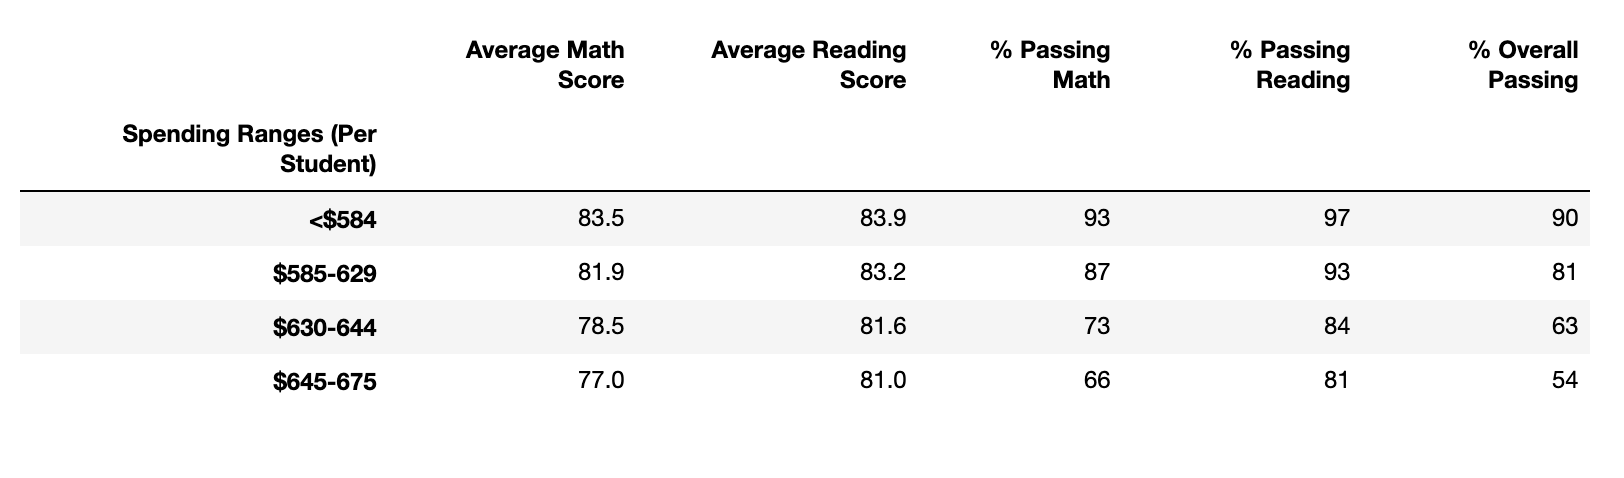 Average Math Average Reading % Passing % Passing % Overall
Score Score Math Reading Passing
Spending Ranges (Per
Student)
<$584 83.5 83.9 93 97 90
$585-629 81.9 83.2 87 93 81
$630-644 78.5 81.6 73 84 63
$645-675 77.0 81.0 66 81 54